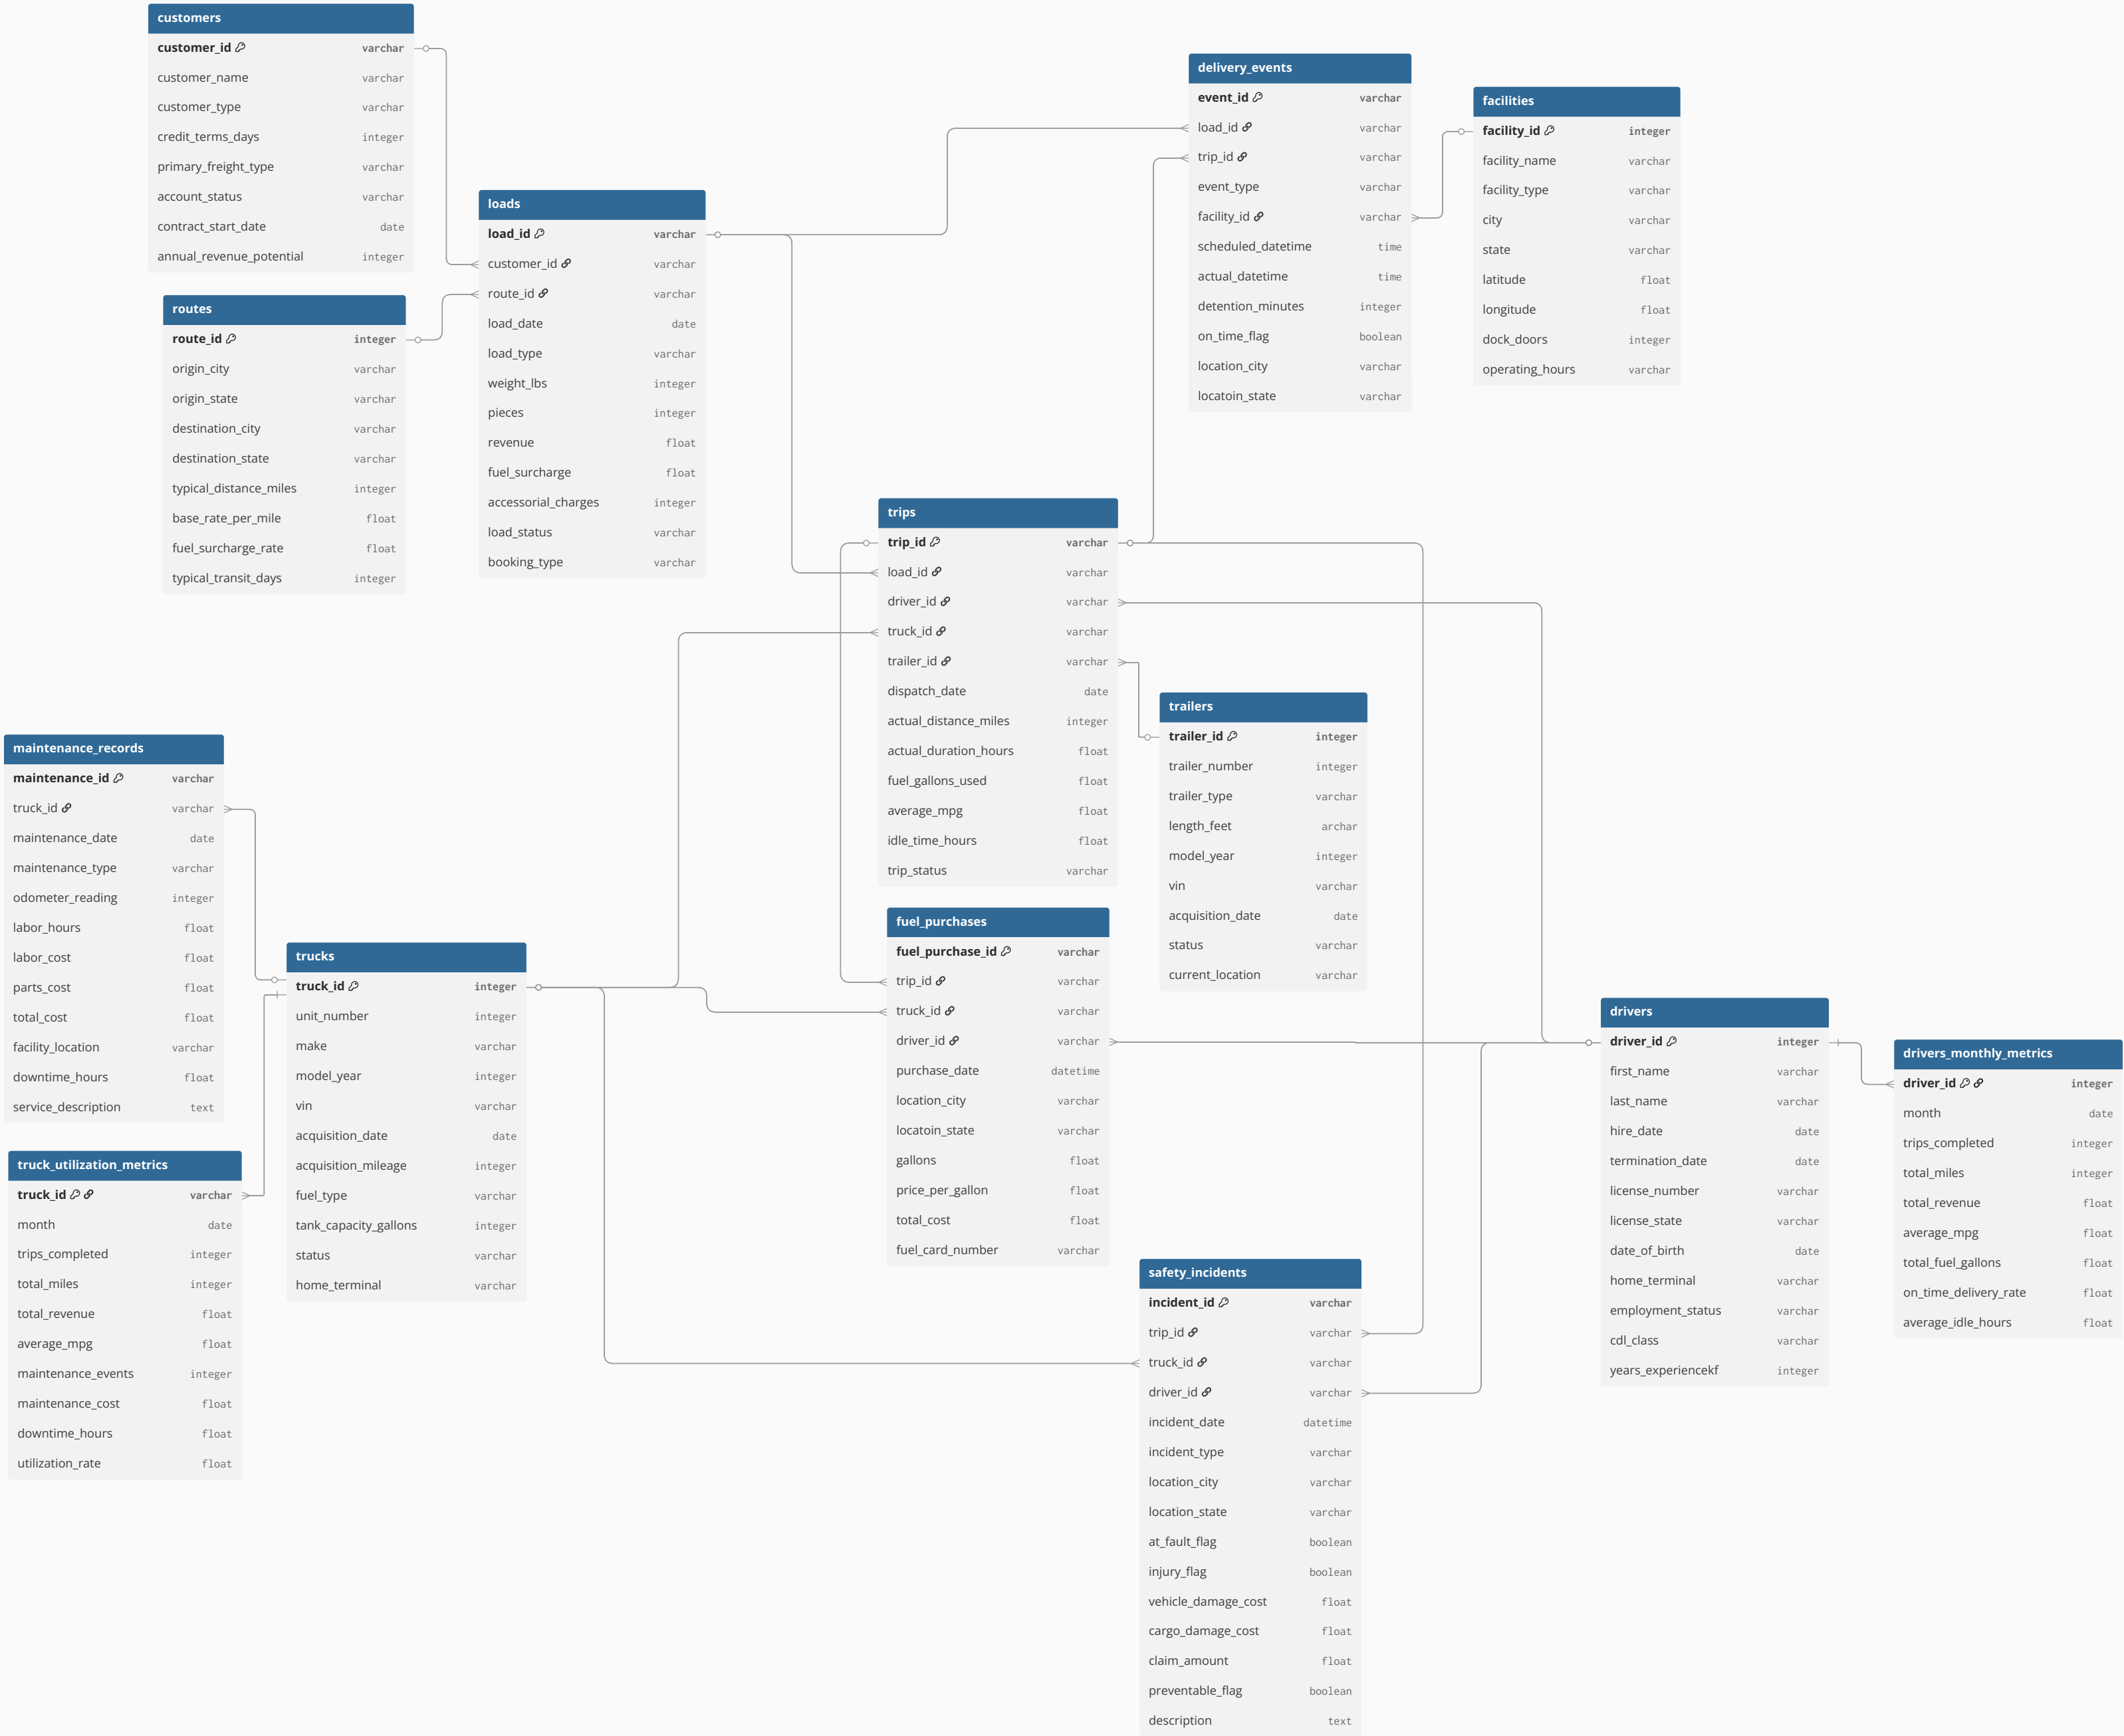 customers
customer_id varchar
customer_name varchar
customer_type varchar
credit_terms_days integer
primary_freight_type varchar
account_status varchar
contract_start_date date
annual_revenue_potential integer
routes
route_id integer
origin_city varchar
origin_state varchar
destination_city varchar
destination_state varchar
typical_distance_miles integer
base_rate_per_mile float
fuel_surcharge_rate float
typical_transit_days integer
loads
load_id varchar
customer_id varchar
route_id varchar
load_date date
load_type varchar
weight_lbs integer
pieces integer
revenue float
fuel_surcharge float
accessorial_charges integer
load_status varchar
booking_type varchar
delivery_events
event_id varchar
load_id varchar
trip_id varchar
event_type varchar
facility_id varchar
scheduled_datetime time
actual_datetime time
detention_minutes integer
on_time_flag boolean
location_city varchar
locatoin_state varchar
facilities
facility_id integer
facility_name varchar
facility_type varchar
city varchar
state varchar
latitude float
longitude float
dock_doors integer
operating_hours varchar
trips
trip_id varchar
load_id varchar
driver_id varchar
truck_id varchar
trailer_id varchar
dispatch_date date
actual_distance_miles integer
actual_duration_hours float
fuel_gallons_used float
average_mpg float
idle_time_hours float
trip_status varchar
trailers
trailer_id integer
trailer_number integer
trailer_type varchar
length_feet archar
model_year integer
vin varchar
acquisition_date date
status varchar
current_location varchar
maintenance_records
maintenance_id varchar
truck_id varchar
maintenance_date date
maintenance_type varchar
odometer_reading integer
labor_hours float
labor_cost float
parts_cost float
total_cost float
facility_location varchar
downtime_hours float
service_description text
truck_utilization_metrics
truck_id varchar
month date
trips_completed integer
total_miles integer
total_revenue float
average_mpg float
maintenance_events integer
maintenance_cost float
downtime_hours float
utilization_rate float
trucks
truck_id integer
unit_number integer
make varchar
model_year integer
vin varchar
acquisition_date date
acquisition_mileage integer
fuel_type varchar
tank_capacity_gallons integer
status varchar
home_terminal varchar
fuel_purchases
fuel_purchase_id varchar
trip_id varchar
truck_id varchar
driver_id varchar
purchase_date datetime
location_city varchar
locatoin_state varchar
gallons float
price_per_gallon float
total_cost float
fuel_card_number varchar
safety_incidents
incident_id varchar
trip_id varchar
truck_id varchar
driver_id varchar
incident_date datetime
incident_type varchar
location_city varchar
location_state varchar
at_fault_flag boolean
injury_flag boolean
vehicle_damage_cost float
cargo_damage_cost float
claim_amount float
preventable_flag boolean
description text
drivers
driver_id integer
first_name varchar
last_name varchar
hire_date date
termination_date date
license_number varchar
license_state varchar
date_of_birth date
home_terminal varchar
employment_status varchar
cdl_class varchar
years_experiencekf integer
drivers_monthly_metrics
driver_id integer
month date
trips_completed integer
total_miles integer
total_revenue float
average_mpg float
total_fuel_gallons float
on_time_delivery_rate float
average_idle_hours float